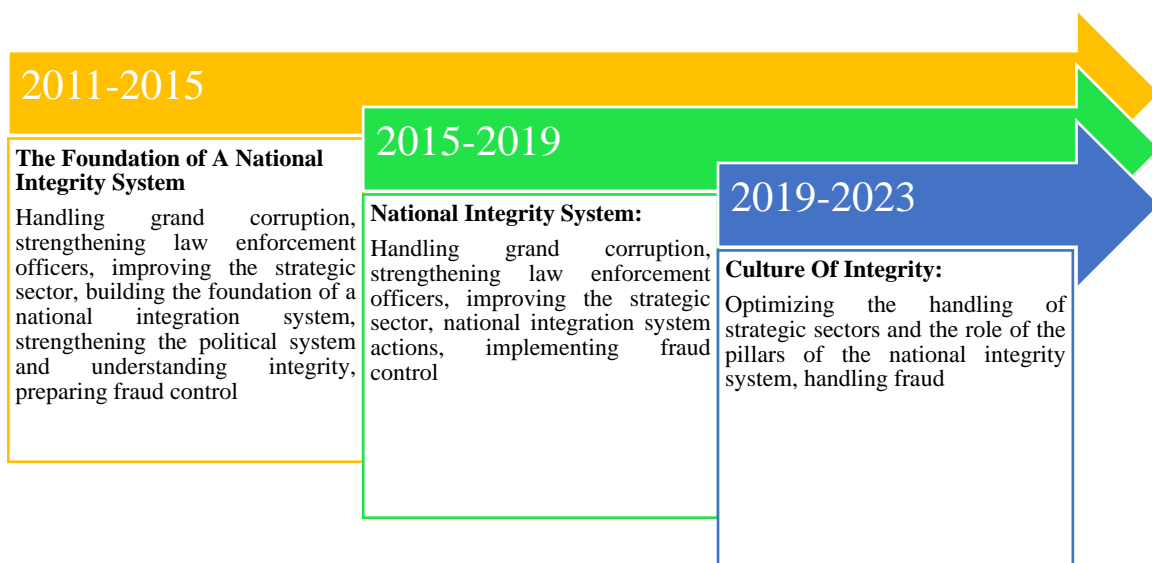 2011-2015
The Foundation of A National
Integrity System
Handling grand corruption,
strengthening law enforcement
officers, improving the strategic
sector, building the foundation of a
national integration system,
strengthening the political system
and understanding integrity,
preparing fraud control
2015-2019
National Integrity System:
Handling grand corruption,
strengthening law enforcement
officers, improving the strategic
sector, national integration system
actions, implementing fraud
control
2019-2023
Culture Of Integrity:
Optimizing the handling of
strategic sectors and the role of the
pillars of the national integrity
system, handling fraud